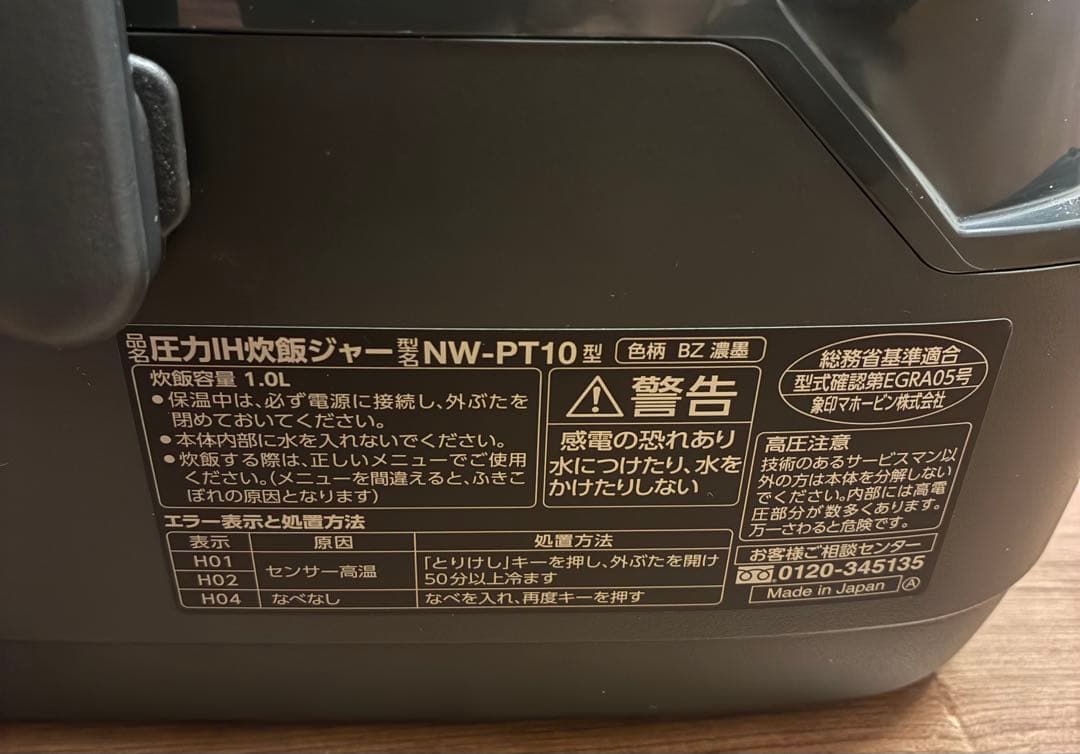 品名 圧力IH炊飯ジャー 型名 NW-PT10型 色柄 BZ 濃墨
炊飯容量 1.0L
●保温中は、必ず電源に接続し、外ぶたを
閉めておいてください。
●本体内部に水を入れないでください。
●炊飯する際は、正しいメニューでご使用
ください。(メニューを間違えると、ふきこ
ぼれの原因となります)
警告
感電の恐れあり
水につけたり、水を
かけたりしない
総務省基準適合
型式確認第EGRA05号
象印マホービン株式会社
高圧注意
技術のあるサービスマン以
外の方は本体を分解しない
でください。内部には高電
圧部分が数多くあります。
万一さわると危険です。
エラー表示と処置方法
表示 原因 処置方法
H01
H02
センサー高温
「とりけし」キーを押し、外ぶたを開け
50分以上冷ます
H04 なべなし なべを入れ、再度キーを押す
お客様ご相談センター
0120-345135
Made in Japan Ⓐ